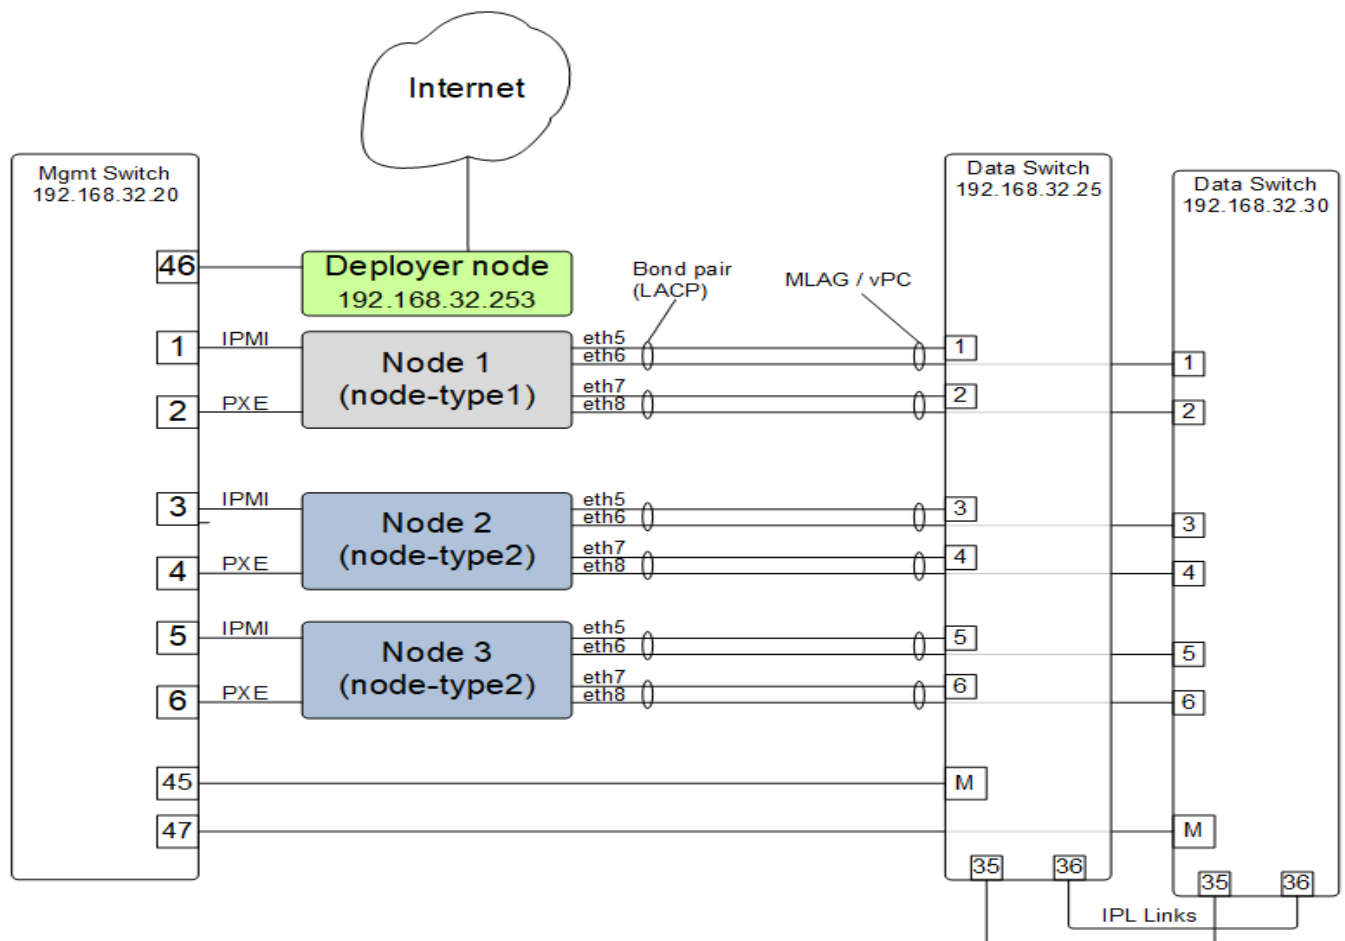 Internet
Mgmt Switch
192.168.32.20
Data Switch
192.168.32.25
Data Switch
192.168.32.30
46
Deployer node
192.168.32.253
Bond pair
(LACP)
MLAG / vPC
1
IPMI
Node 1
(node-type1)
2
PXE
eth5
eth6
eth7
eth8
1
2
1
2
3
IPMI
Node 2
(node-type2)
4
PXE
eth5
eth6
eth7
eth8
3
4
3
4
5
IPMI
Node 3
(node-type2)
6
PXE
eth5
eth6
eth7
eth8
5
6
5
6
45
M
47
M
35
36
35
36
IPL Links